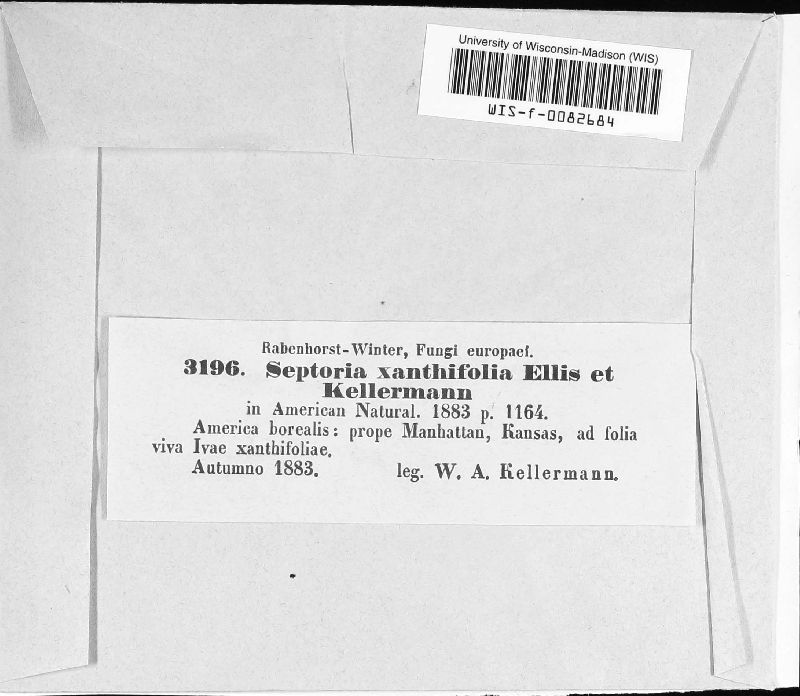 University of Wisconsin-Madison (WIS)
WIS-f-0082684
Rabenhorst-Winter, Fungi europaei.
3196. Septoria xanthifolia Ellis et
Kellermann
in American Natural. 1883 p. 1164.
America borealis: prope Manhattan, Kansas, ad folia
viva Ivae xanthifoliae.
Autumno 1883. leg. W. A. Kellermann.